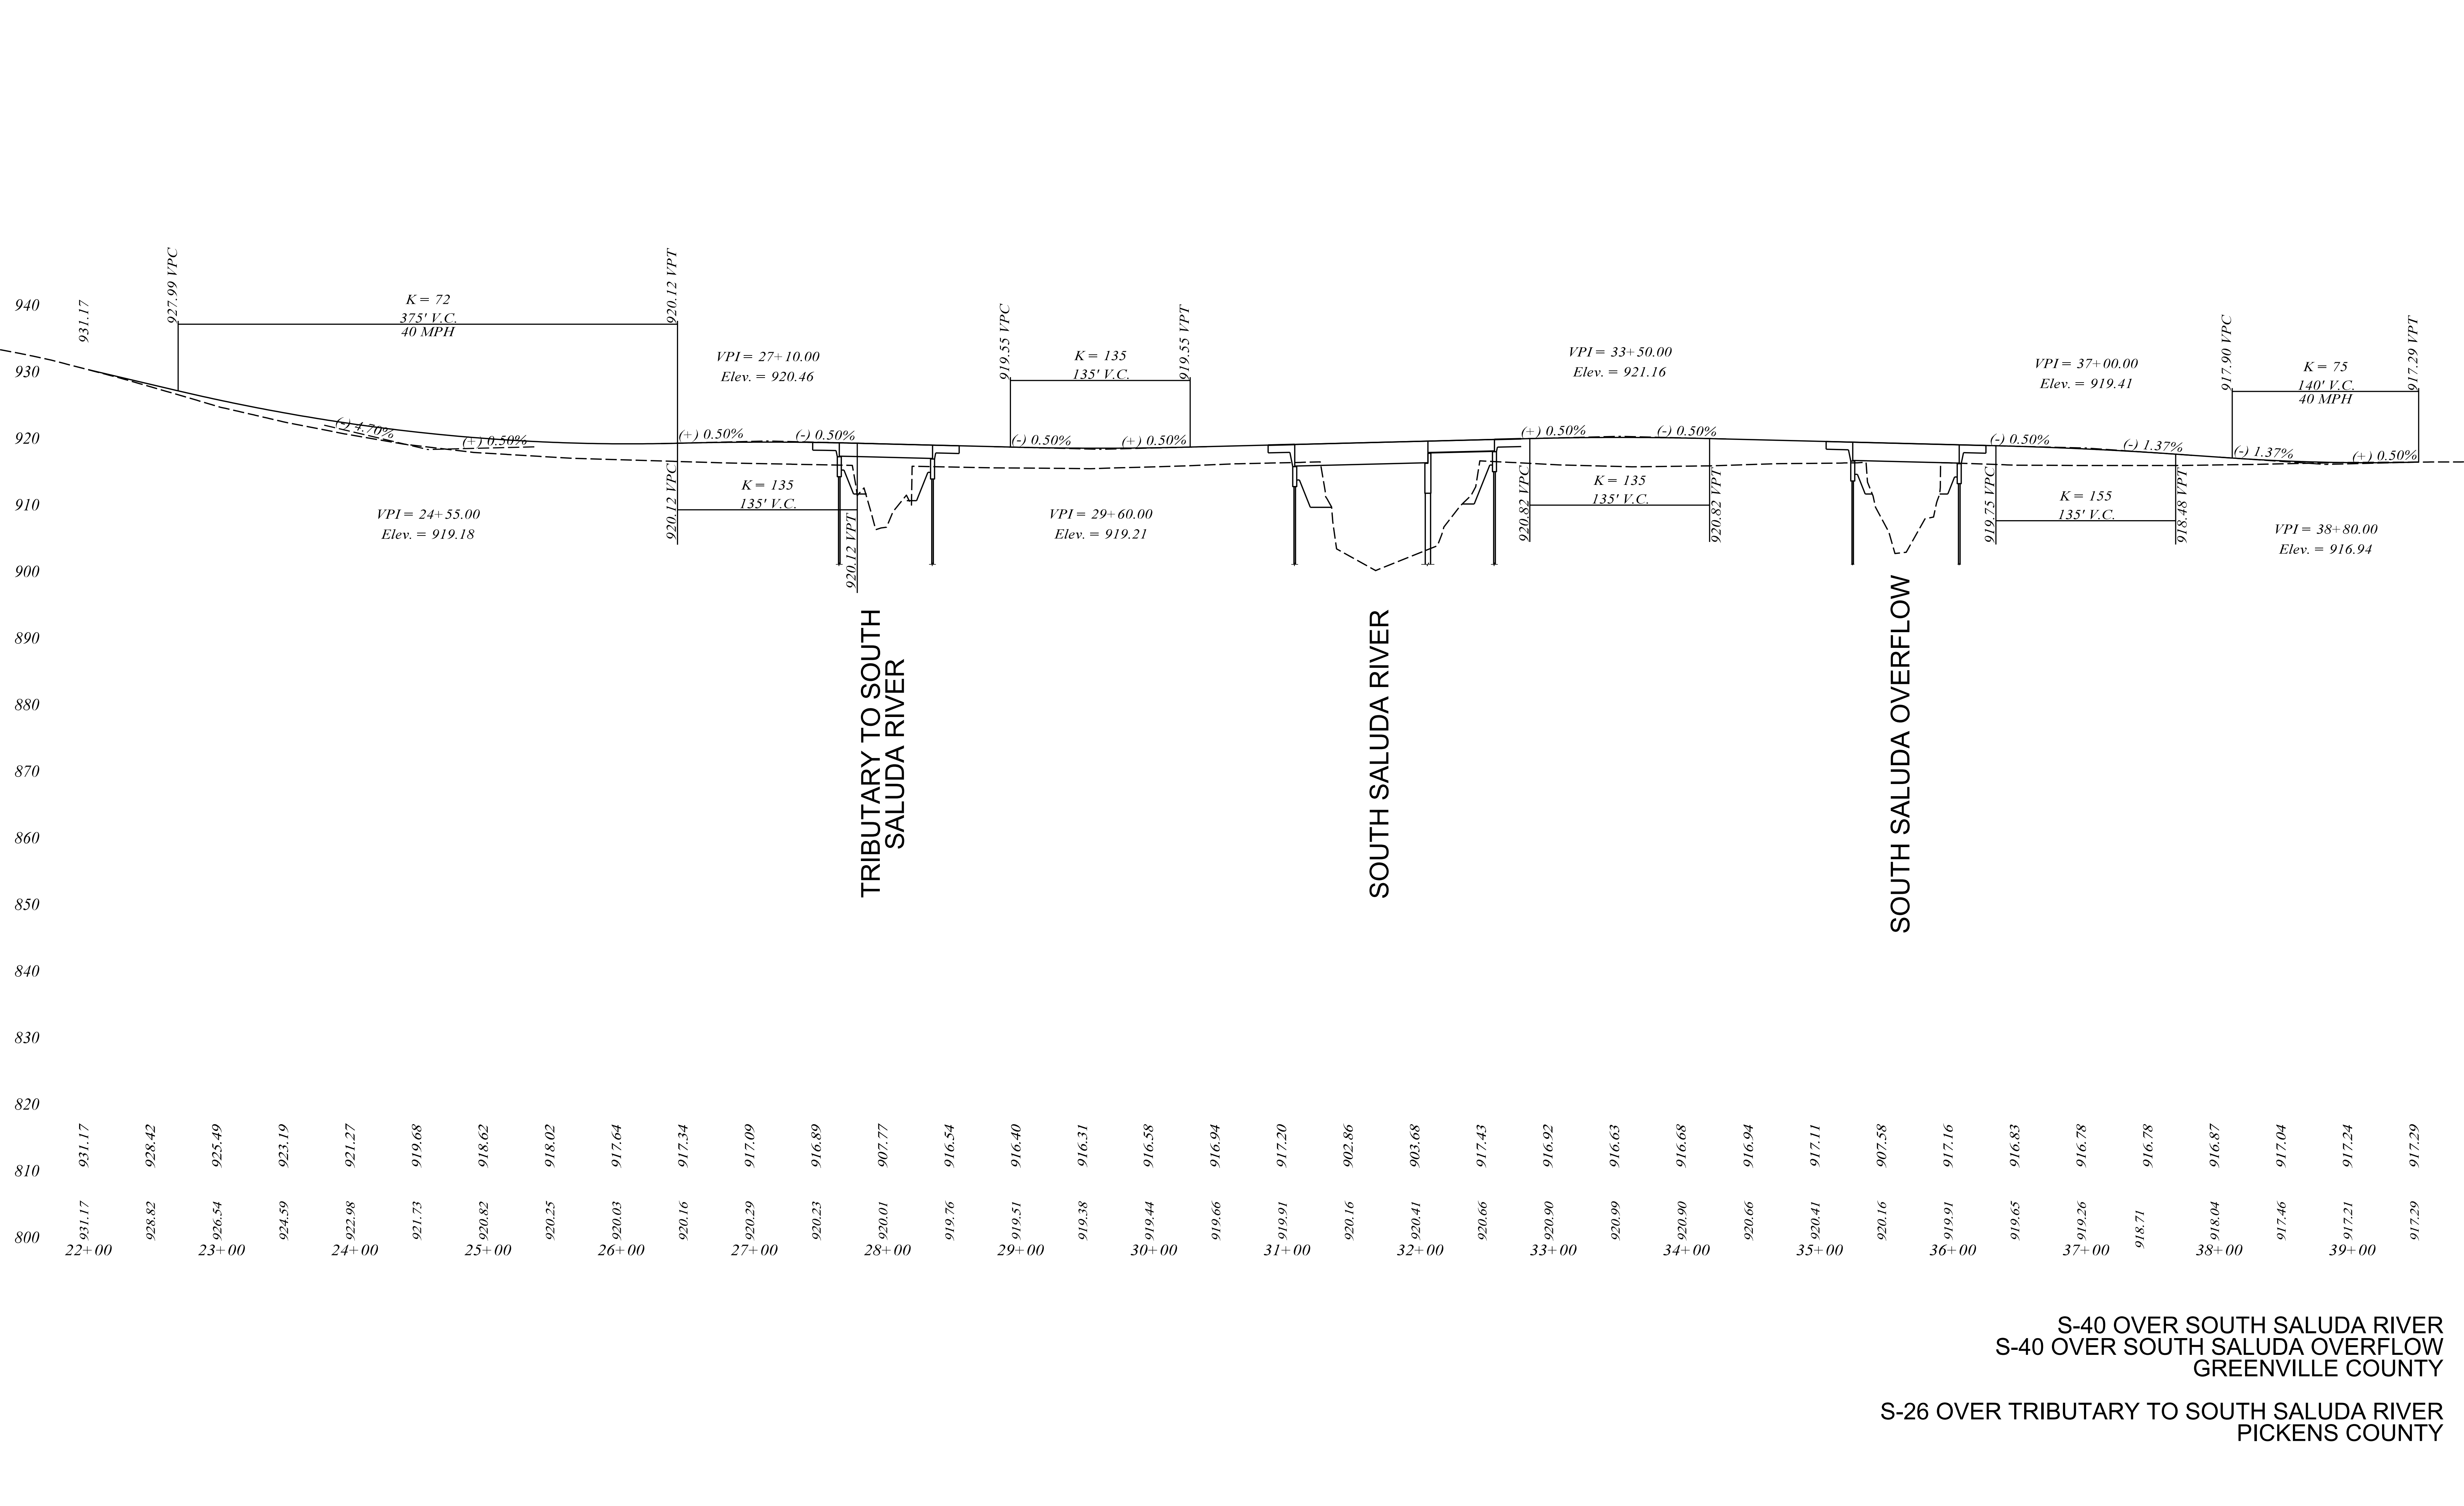 927.99 VPC
920.12 VPT
940
931.17
K = 72
375' V.C.
40 MPH
930
VPI = 27+10.00
Elev. = 920.46
919.55 VPC
919.55 VPT
K = 135
135' V.C.
VPI = 33+50.00
Elev. = 921.16
VPI = 37+00.00
Elev. = 919.41
917.90 VPC
917.29 VPT
K = 75
140' V.C.
40 MPH
920
(-) 4.70%
(+) 0.50%
(+) 0.50%
(-) 0.50%
(-) 0.50%
(+) 0.50%
(+) 0.50%
(-) 0.50%
(-) 0.50%
(-) 1.37%
(-) 1.37%
(+) 0.50%
910
VPI = 24+55.00
Elev. = 919.18
920.12 VPC
K = 135
135' V.C.
920.12 VPT
VPI = 29+60.00
Elev. = 919.21
920.82 VPC
K = 135
135' V.C.
920.82 VPT
919.75 VPC
K = 155
135' V.C.
918.48 VPT
VPI = 38+80.00
Elev. = 916.94
900
890
880
870
860
850
840
830
820
810
800
TRIBUTARY TO SOUTH
SALUDA RIVER
SOUTH SALUDA RIVER
SOUTH SALUDA OVERFLOW
931.17 928.42 925.49 923.19 921.27 919.68 918.62 918.02 917.64 917.34 917.09 916.89 907.77 916.54 916.40 916.31 916.58 916.94 917.20 902.86 903.68 917.43 916.92 916.63 916.68 916.94 917.11 907.58 917.16 916.83 916.78 916.78 916.87 917.04 917.24 917.29
931.17 928.82 926.54 924.59 922.98 921.73 920.82 920.25 920.03 920.16 920.29 920.23 920.01 919.76 919.51 919.38 919.44 919.66 919.91 920.16 920.41 920.66 920.90 920.99 920.90 920.66 920.41 920.16 919.91 919.65 919.26 918.71 918.04 917.46 917.21 917.29
22+00 23+00 24+00 25+00 26+00 27+00 28+00 29+00 30+00 31+00 32+00 33+00 34+00 35+00 36+00 37+00 38+00 39+00
S-40 OVER SOUTH SALUDA RIVER
S-40 OVER SOUTH SALUDA OVERFLOW
GREENVILLE COUNTY
S-26 OVER TRIBUTARY TO SOUTH SALUDA RIVER
PICKENS COUNTY